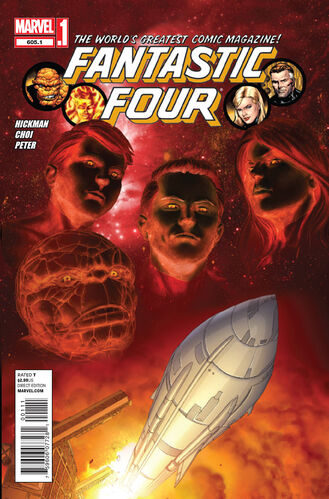 MARVEL
.1
605.1
THE WORLD'S GREATEST COMIC MAGAZINE!
FANTASTIC
FOUR
HICKMAN
CHOI
PETER
RATED T
$2.99US
DIRECT EDITION
MARVEL.COM
00111